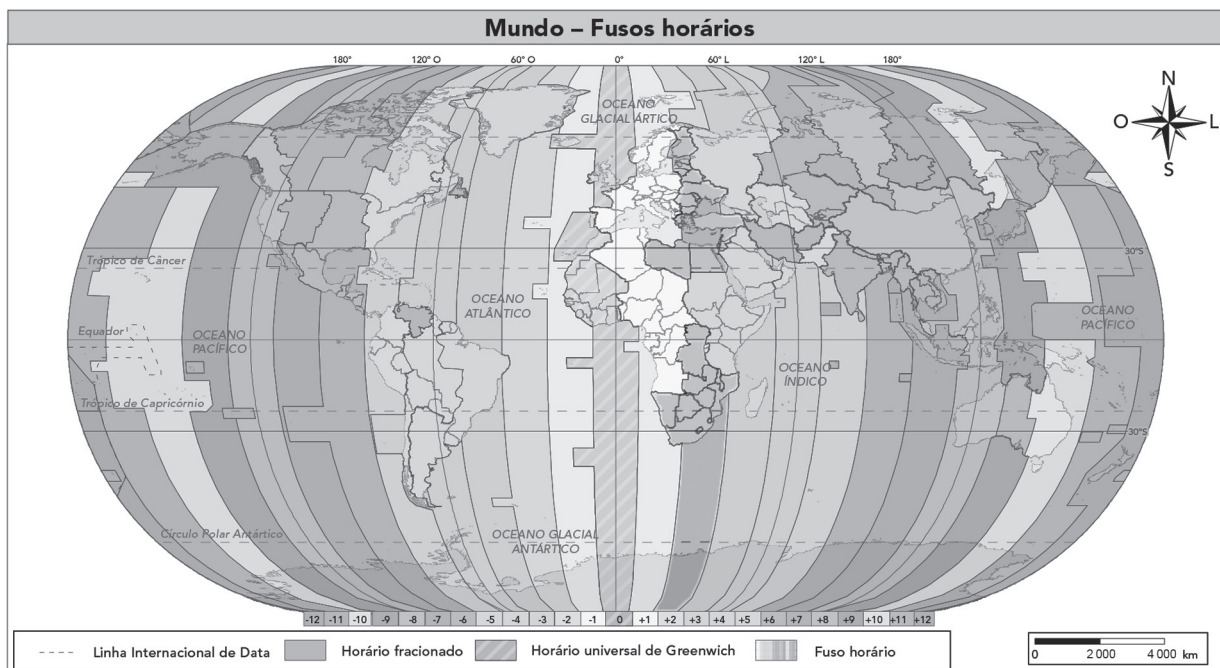 Mundo – Fusos horários
180° 120° O 60° O 0° 60° L 120° L 180°
N
O L
S
OCEANO
GLACIAL ÁRTICO
30°S
Trópico de Câncer
OCEANO
ATLÂNTICO
OCEANO
PACÍFICO
Equador
OCEANO
PACÍFICO
OCEANO
ÍNDICO
Trópico de Capricórnio
30°S
Círculo Polar Antártico
OCEANO GLACIAL
ANTÁRTICO
-12 -11 -10 -9 -8 -7 -6 -5 -4 -3 -2 -1 0 +1 +2 +3 +4 +5 +6 +7 +8 +9 +10 +11 +12
Linha Internacional de Data Horário fracionado Horário universal de Greenwich Fuso horário
0 2 000 4 000 km